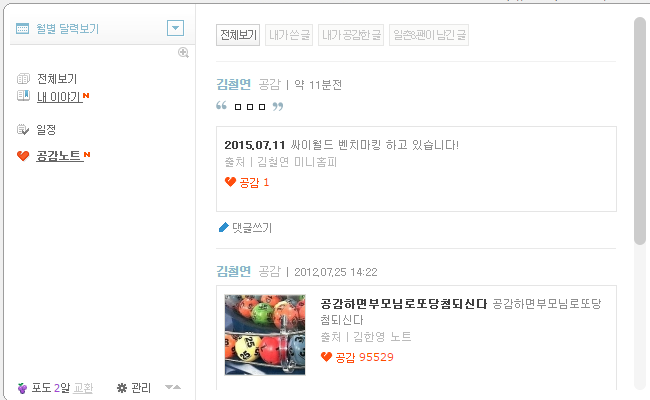 월별 달력보기
전체보기
내 이야기 N
일정
공감노트 N
포도 2알 교환
관리
전체보기 내가 쓴 글 내가 공감한 글 일촌&팬이 남긴 글
김철연 공감 | 약 11분전
“ ㅁㅁㅁ ”
2015.07.11 싸이월드 벤치마킹 하고 있습니다!
출처 | 김철연 미니홈피
공감 1
댓글쓰기
김철연 공감 | 2012.07.25 14:22
공감하면부모님로또당첨되신다 공감하면부모님로또당
첨되신다
출처 | 김한영 노트
공감 95529